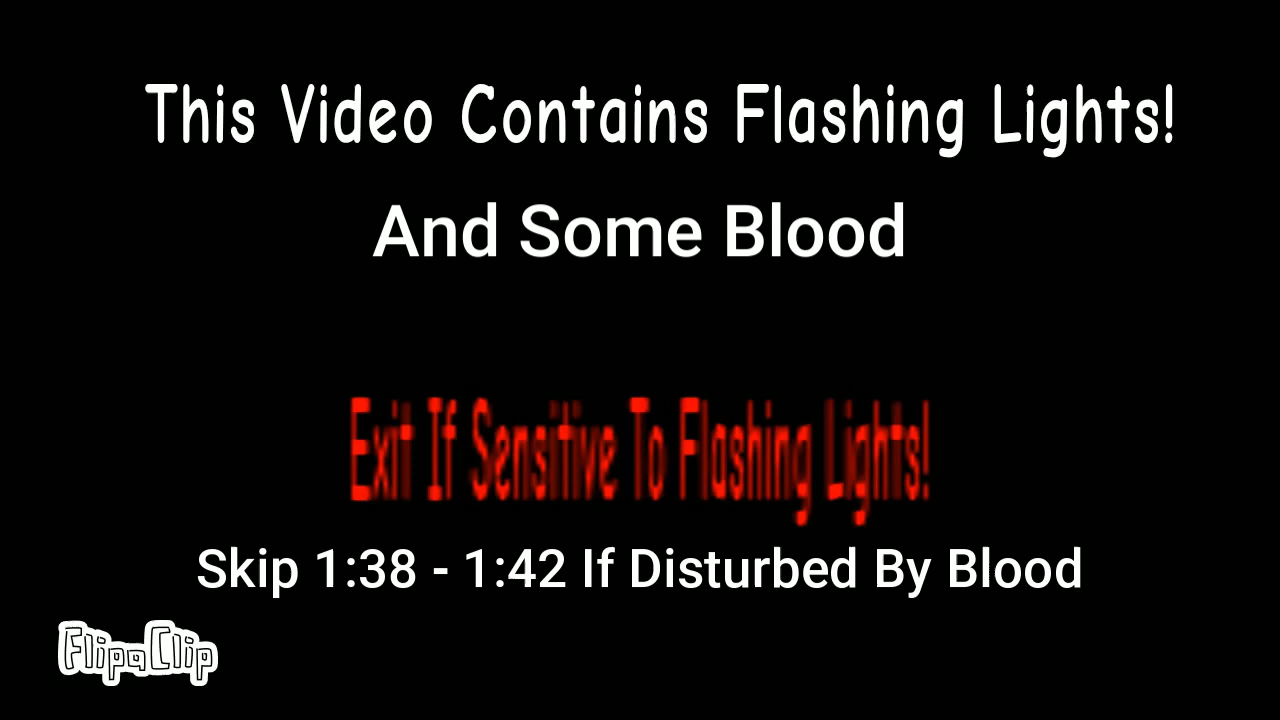 This Video Contains Flashing Lights!
And Some Blood
Exit If Sensitive To Flashing Lights!
Skip 1:38 - 1:42 If Disturbed By Blood
FlipaClip